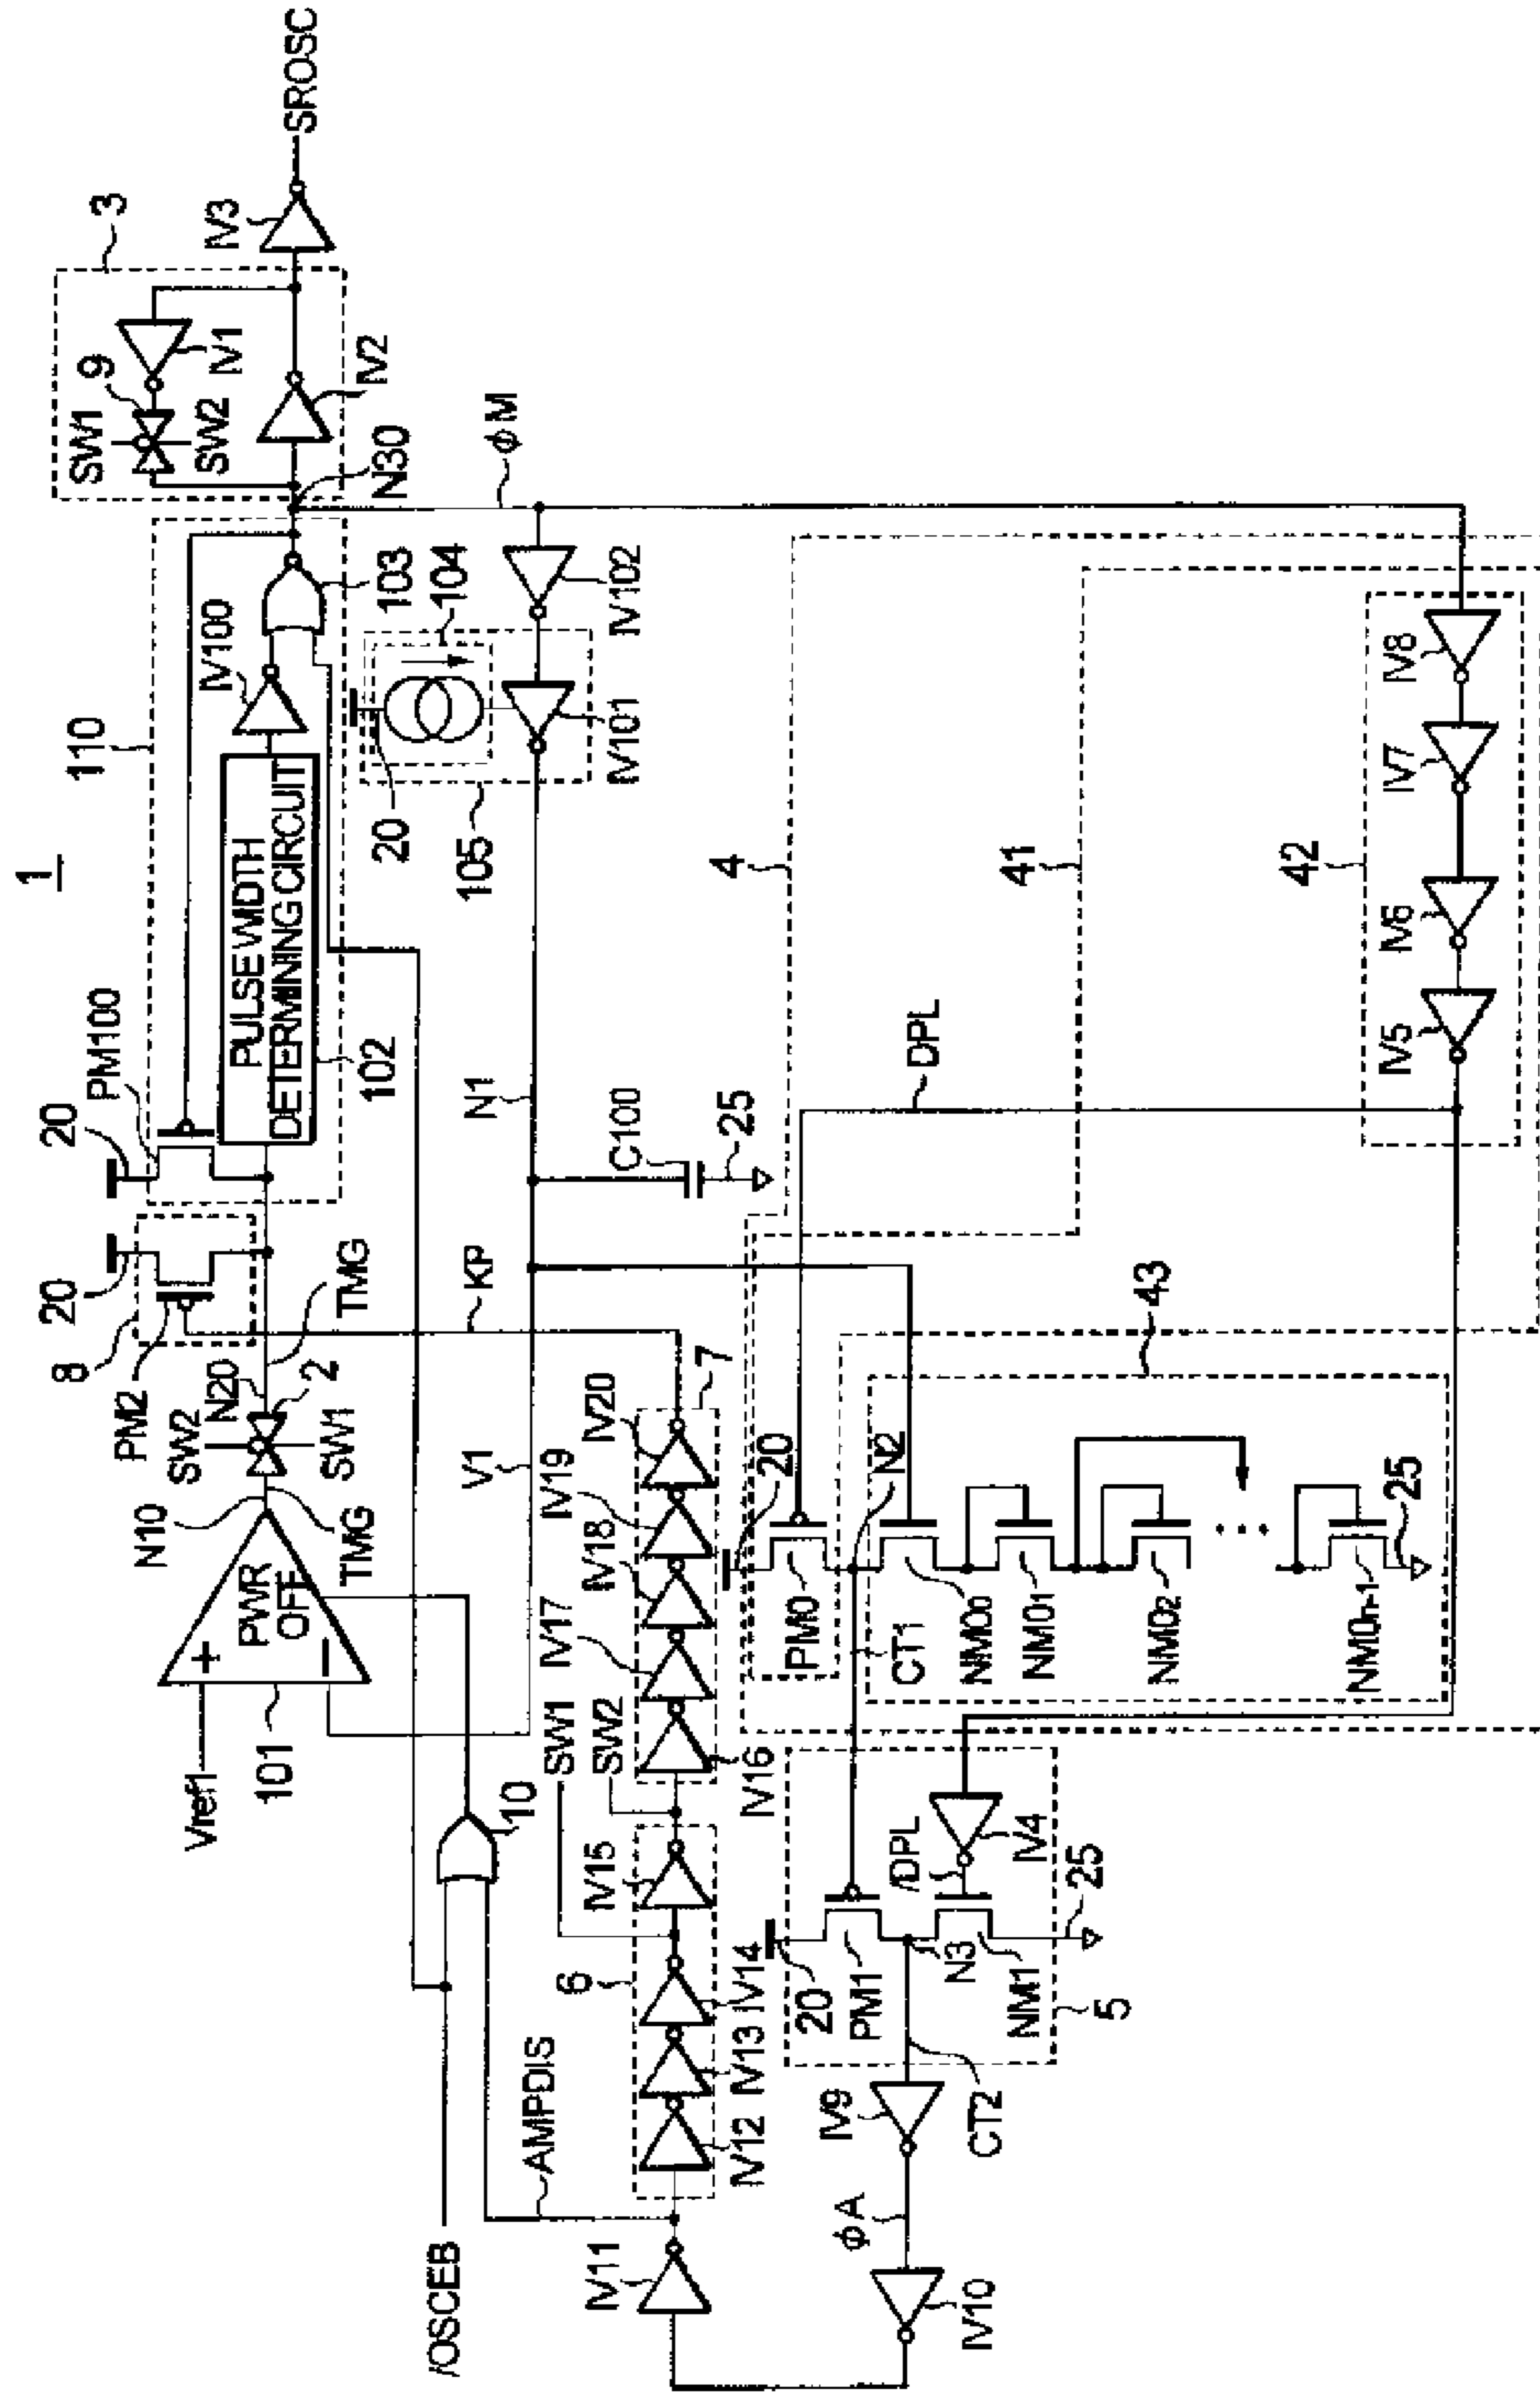 1
3
110
SW1
9
SW2
IV1
IV2
IV3
SROSC
20
PM100
PULSE WIDTH
DETERMINING CIRCUIT
102
IV100
103
N30
ΦM
8
20
PM2
SW2
N20
2
SW1
TMG
N10
TMG
PWR
OFF
+
−
Vref1
101
20
104
105
IV101
IV102
N1
C100
25
V1
KP
10
/OSCEB
AMPDIS
IV11
6
IV12
IV13
IV14
IV15
SW1
SW2
IV16
IV17
IV18
IV19
IV20
7
4
41
42
DPL
IV5
IV6
IV7
IV8
43
20
PM0
N2
CT1
NM00
NM01
NM02
NM0n-1
25
20
PM1
/DPL
IV4
N3
NM1
25
5
CT2
IV9
ΦA
IV10